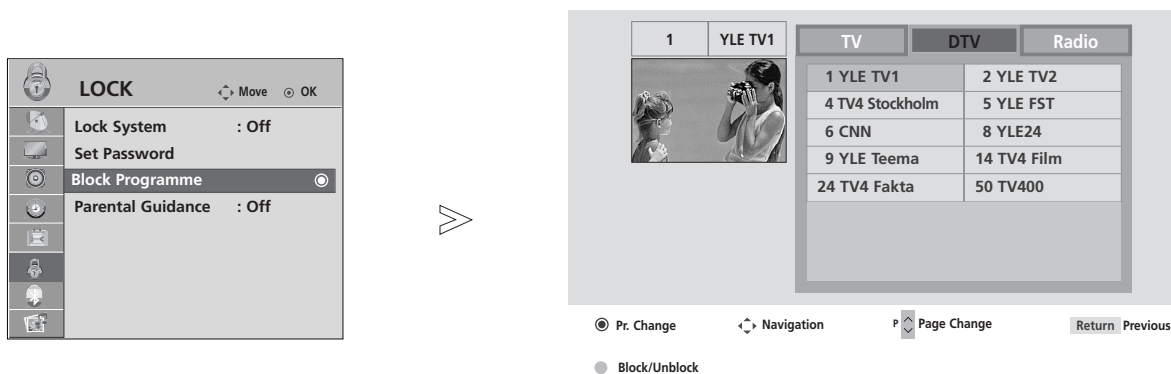 LOCK
Move OK
Lock System : Off
Set Password
Block Programme
Parental Guidance : Off
1 YLE TV1
TV DTV Radio
1 YLE TV1 2 YLE TV2
4 TV4 Stockholm 5 YLE FST
6 CNN 8 YLE24
9 YLE Teema 14 TV4 Film
24 TV4 Fakta 50 TV400
Pr. Change Navigation P Page Change Return Previous
Block/Unblock